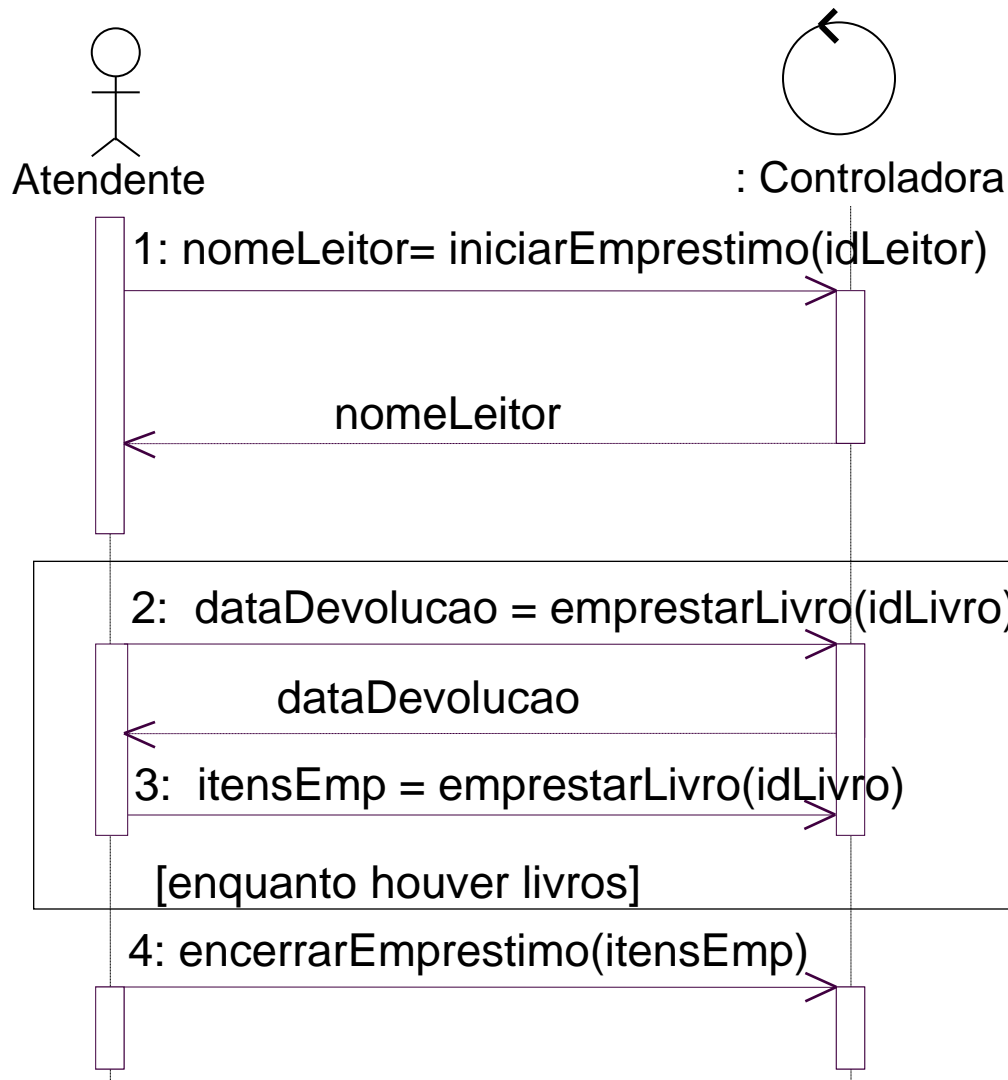 Atendente
: Controladora
1: nomeLeitor= iniciarEmprestimo(idLeitor)
nomeLeitor
2: dataDevolucao = emprestarLivro(idLivro)
dataDevolucao
3: itensEmp = emprestarLivro(idLivro)
[enquanto houver livros]
4: encerrarEmprestimo(itensEmp)